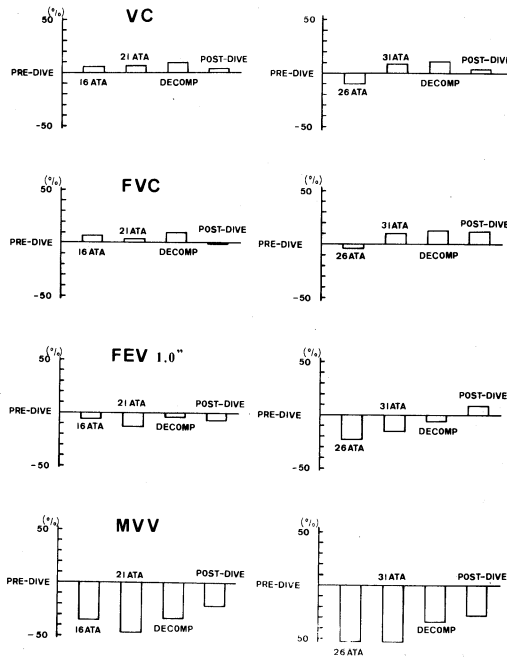 VC
(%)
50
21 ATA
POST-DIVE
PRE-DIVE
16 ATA
DECOMP
-50
(%)
50
31 ATA
POST-DIVE
PRE-DIVE
26 ATA
DECOMP
-50
FVC
(%)
50
21 ATA
POST-DIVE
PRE-DIVE
16 ATA
DECOMP
-50
(%)
50
31 ATA
POST-DIVE
PRE-DIVE
26 ATA
DECOMP
-50
FEV 1.0"
(%)
50
21 ATA
POST-DIVE
PRE-DIVE
16 ATA
DECOMP
-50
(%)
50
31 ATA
POST-DIVE
PRE-DIVE
DECOMP
26 ATA
-50
MVV
(%)
50
21 ATA
POST-DIVE
PRE-DIVE
16 ATA
DECOMP
-50
(%)
50
31 ATA
POST-DIVE
PRE-DIVE
DECOMP
50
26 ATA